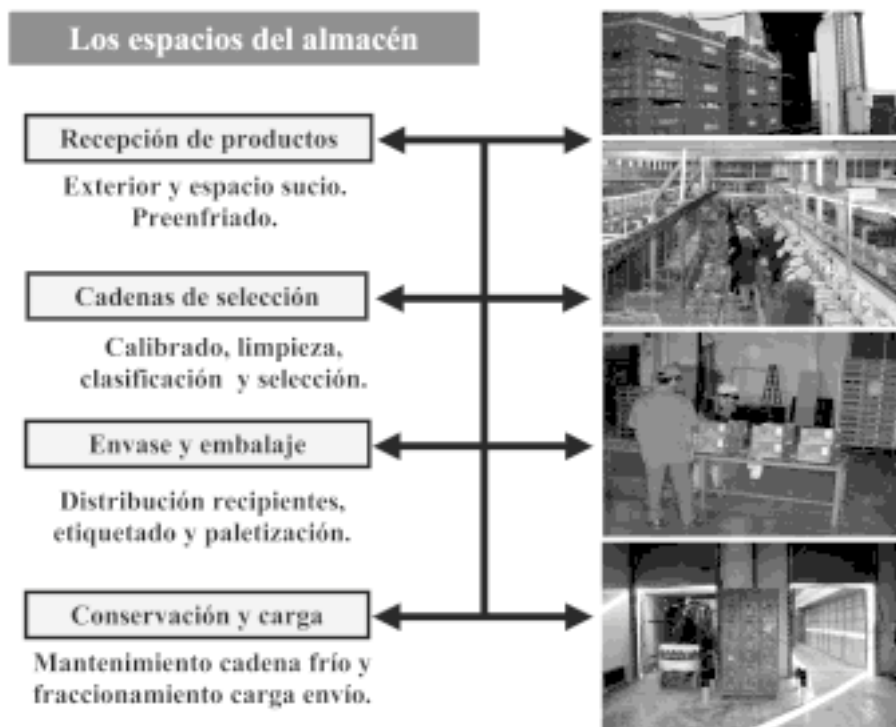 Los espacios del almacén
Recepción de productos
Exterior y espacio sucio.
Preenfriado.
Cadenas de selección
Calibrado, limpieza,
clasificación y selección.
Envase y embalaje
Distribución recipientes,
etiquetado y paletización.
Conservación y carga
Mantenimiento cadena frío y
fraccionamiento carga envío.